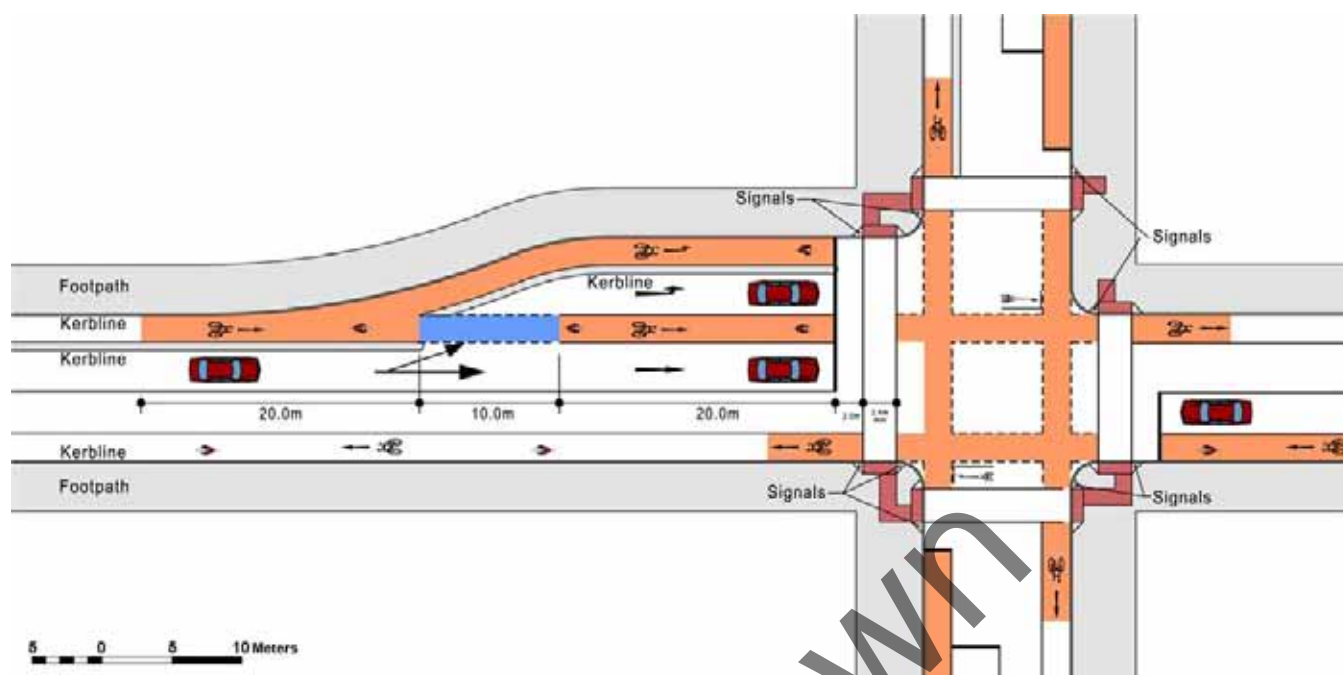 Signals
Signals
Footpath
Kerbline
Kerbline
Kerbline
20.0m
10.0m
20.0m
Kerbline
Footpath
Signals
Signals
5 0 5 10 Meters